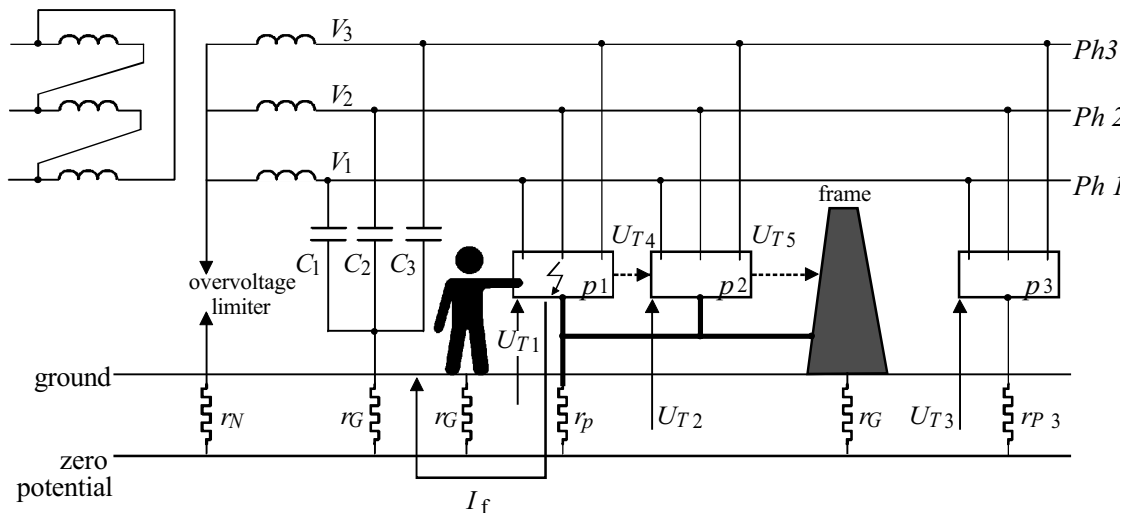 V3
Ph3
V2
Ph 2
V1
Ph 1
frame
UT4
UT5
C1
C2
C3
overvoltage
limiter
p1
p2
p3
UT1
ground
rN
rG
rG
rp
UT2
rG
UT3
rP 3
zero
potential
If